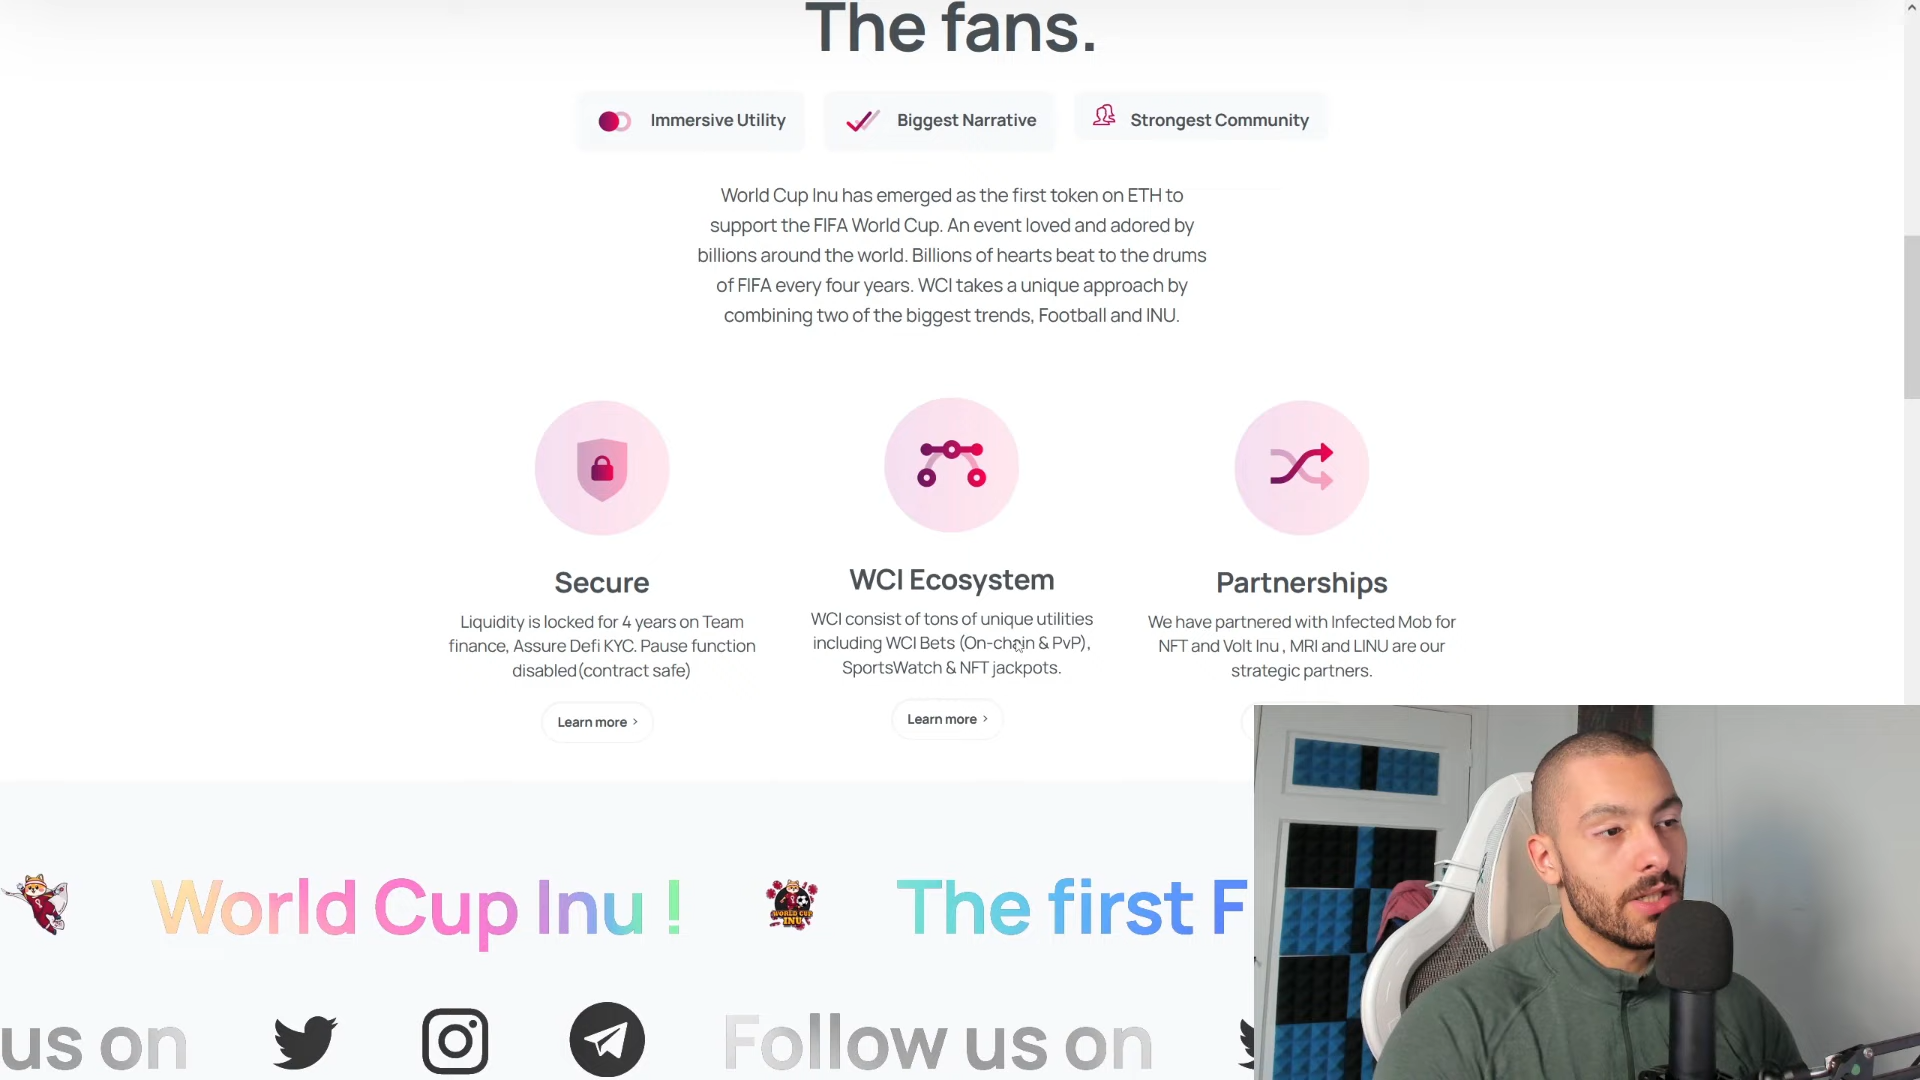 The fans.
Immersive Utility
Biggest Narrative
Strongest Community
World Cup Inu has emerged as the first token on ETH to
support the FIFA World Cup. An event loved and adored by
billions around the world. Billions of hearts beat to the drums
of FIFA every four years. WCI takes a unique approach by
combining two of the biggest trends, Football and INU.
Secure
Liquidity is locked for 4 years on Team
finance, Assure Defi KYC. Pause function
disabled(contract safe)
Learn more
WCI Ecosystem
WCI consist of tons of unique utilities
including WCI Bets (On-chain & PvP),
SportsWatch & NFT jackpots.
Learn more
Partnerships
We have partnered with Infected Mob for
NFT and Volt Inu , MRI and LINU are our
strategic partners.
World Cup Inu !
WORLD CUP
INU
The first F
us on
Follow us on